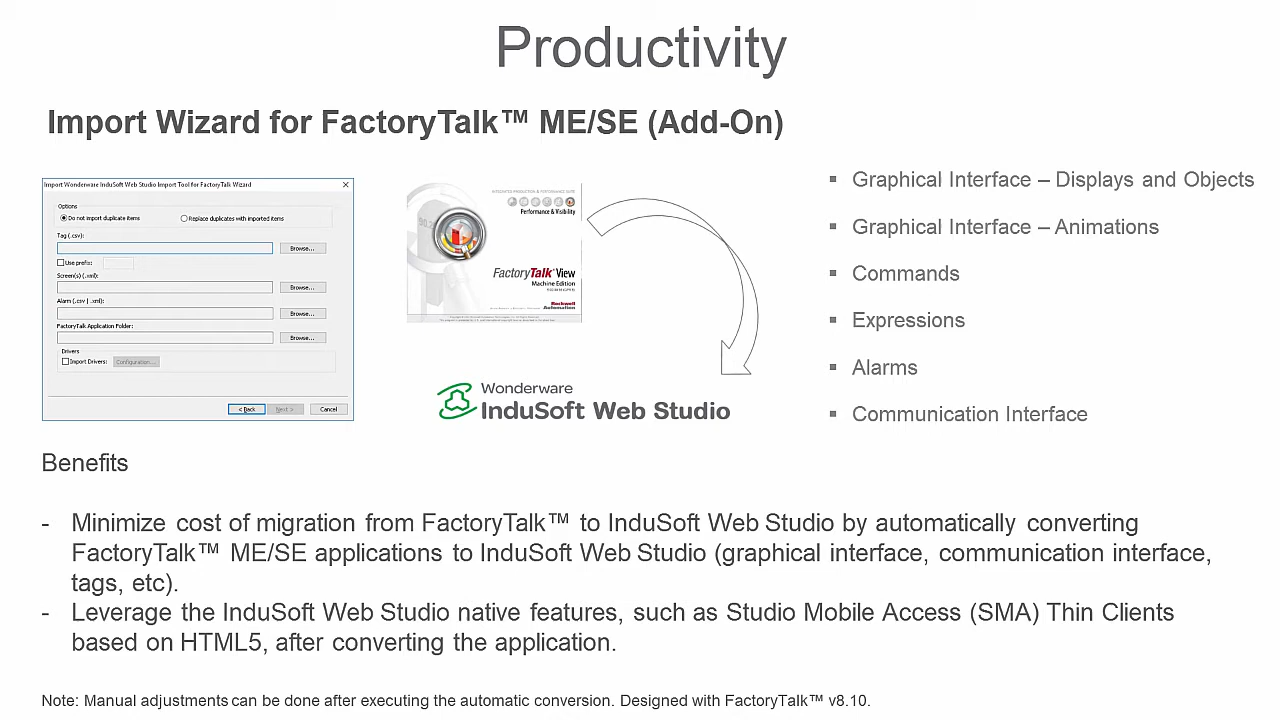 Productivity
Import Wizard for FactoryTalk™ ME/SE (Add-On)
Import Wonderware InduSoft Web Studio Import Tool for FactoryTalk Wizard
Options
Do not import duplicate items
Replace duplicates with imported items
Tag (.csv):
Browse...
Use prefix:
Screen(s) (.xml):
Browse...
Alarm (.csv | .xml):
Browse...
FactoryTalk Application Folder:
Browse...
Drivers
Import Drivers:
Configuration...
< Back
Next >
Cancel
INTEGRATED PRODUCTION & PERFORMANCE SUITE
Performance & Visibility
FactoryTalk View
Machine Edition
Rockwell
Automation
Wonderware
InduSoft Web Studio
▪ Graphical Interface – Displays and Objects
▪ Graphical Interface – Animations
▪ Commands
▪ Expressions
▪ Alarms
▪ Communication Interface
Benefits
- Minimize cost of migration from FactoryTalk™ to InduSoft Web Studio by automatically converting
FactoryTalk™ ME/SE applications to InduSoft Web Studio (graphical interface, communication interface,
tags, etc).
- Leverage the InduSoft Web Studio native features, such as Studio Mobile Access (SMA) Thin Clients
based on HTML5, after converting the application.
Note: Manual adjustments can be done after executing the automatic conversion. Designed with FactoryTalk™ v8.10.